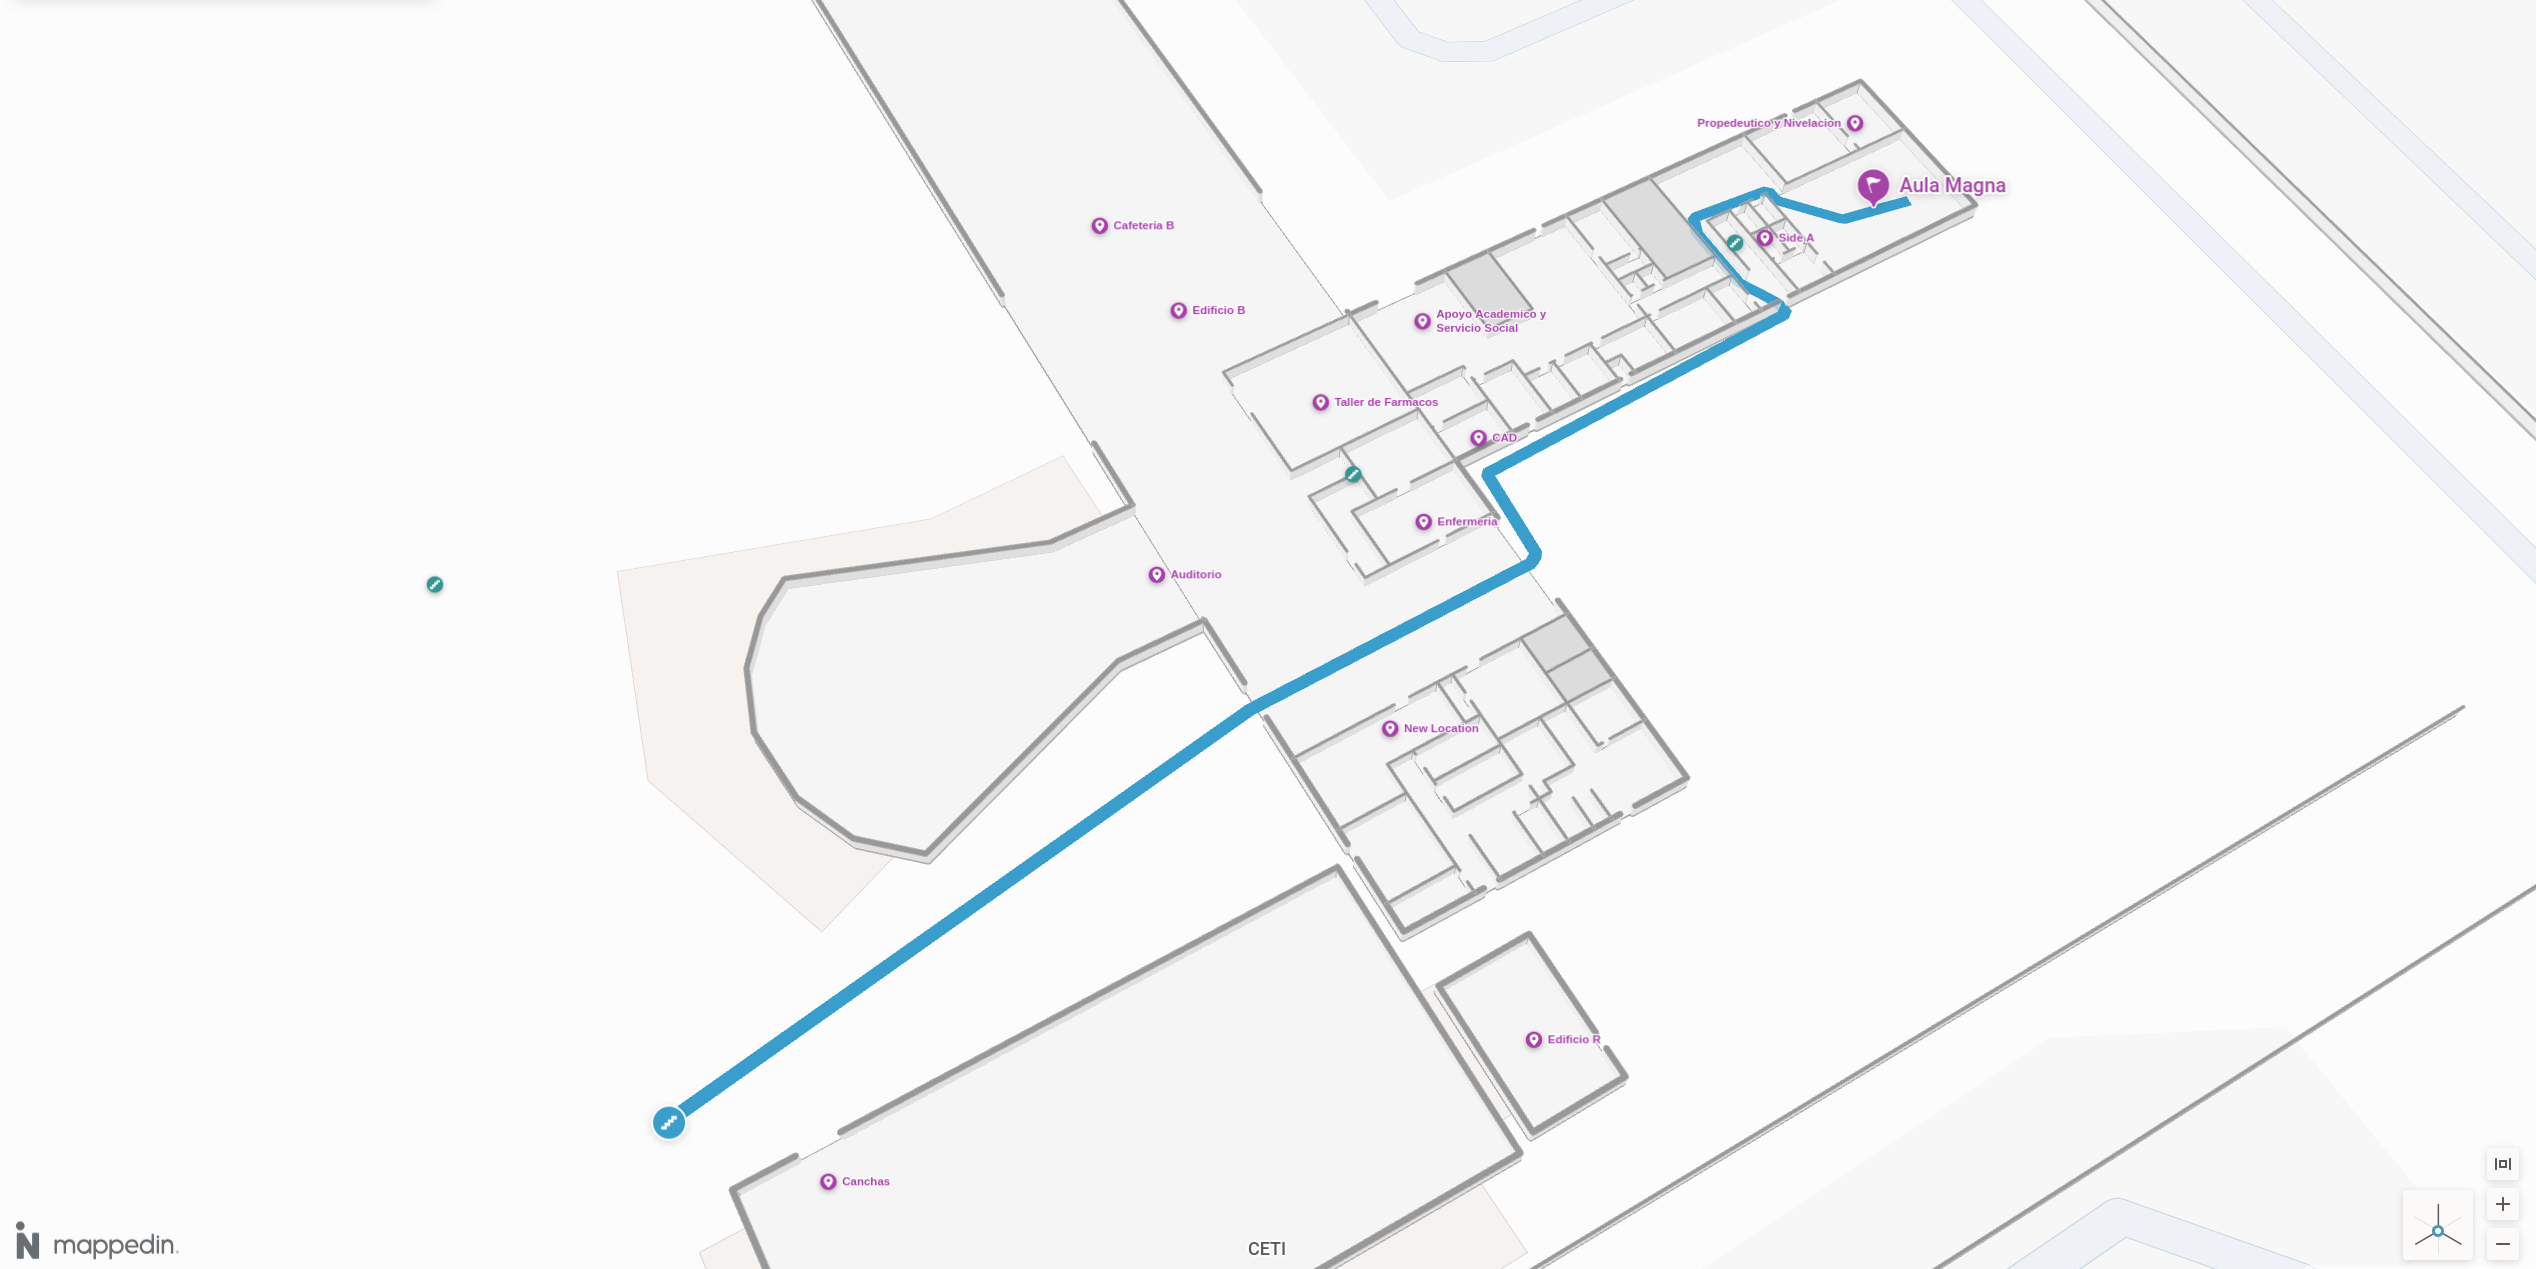 Propedeutico y Nivelacion
Aula Magna
Cafeteria B
Side A
Edificio B
Apoyo Academico y
Servicio Social
Taller de Farmacos
CAD
Enfermeria
Auditorio
New Location
Edificio R
Canchas
mappedin.
CETI